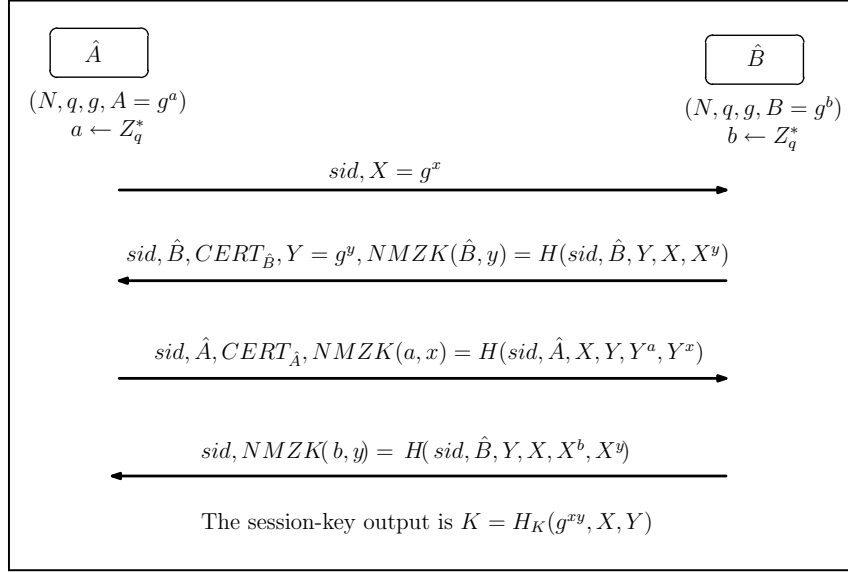 Â
B̂
(N, q, g, A = g^a)
a ← Z_q^*
(N, q, g, B = g^b)
b ← Z_q^*
sid, X = g^x
sid, B̂, CERT_B̂, Y = g^y, NMZK(B̂, y) = H(sid, B̂, Y, X, X^y)
sid, Â, CERT_Â, NMZK(a, x) = H(sid, Â, X, Y, Y^a, Y^x)
sid, NMZK(b, y) = H(sid, B̂, Y, X, X^b, X^y)
The session-key output is K = H_K(g^{xy}, X, Y)